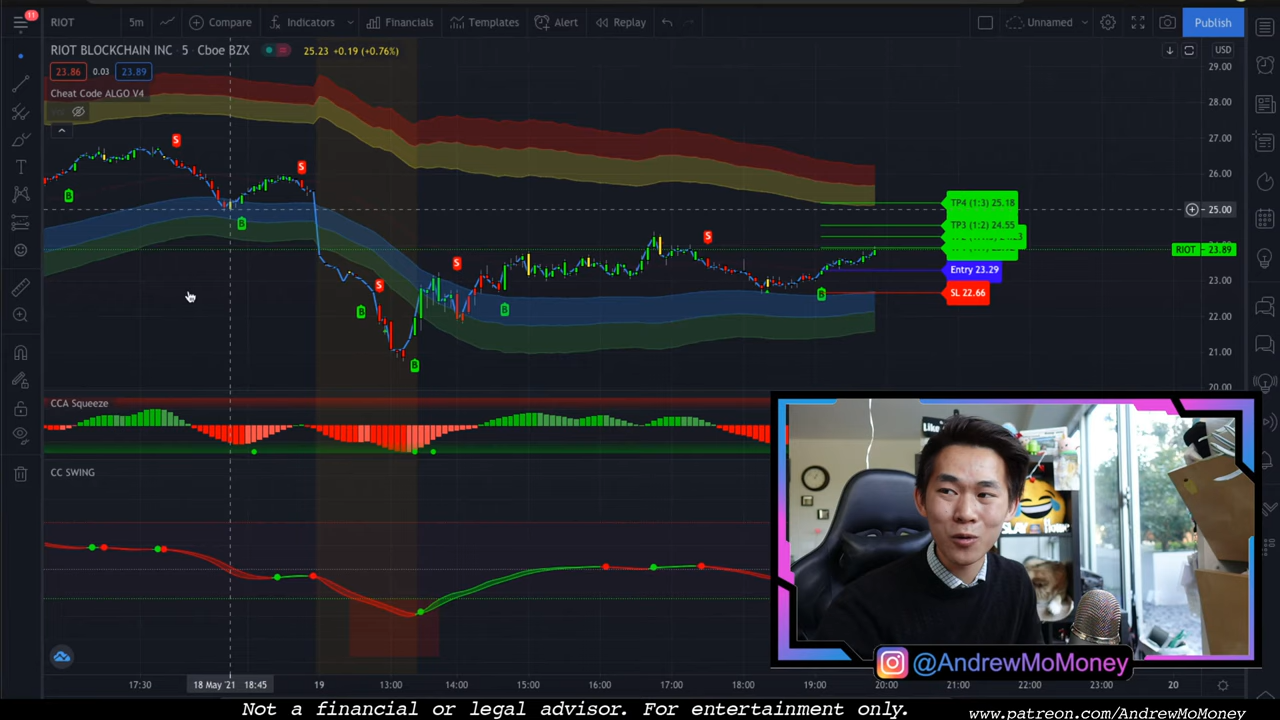 11
RIOT 5m Compare Indicators Financials Templates Alert Replay Unnamed Publish
RIOT BLOCKCHAIN INC · 5 · Cboe BZX 25.23 +0.19 (+0.76%) USD
23.86 0.03 23.89
Cheat Code ALGO V4
29.00
28.00
27.00
26.00
25.00
23.00
22.00
21.00
20.00
S
S
S
S
S
B
B
B
B
B
B
TP4 (1:3) 25.18
TP3 (1:2) 24.55
RIOT 23.89
Entry 23.29
SL 22.66
CCA Squeeze
CC SWING
Like
SLAY
@AndrewMoMoney
17:30 18 May '21 18:45 19 13:00 14:00 15:00 16:00 17:00 18:00 19:00 20:00 21:00 22:00 23:00 20
Not a financial or legal advisor. For entertainment only.
www.patreon.com/AndrewMoMoney